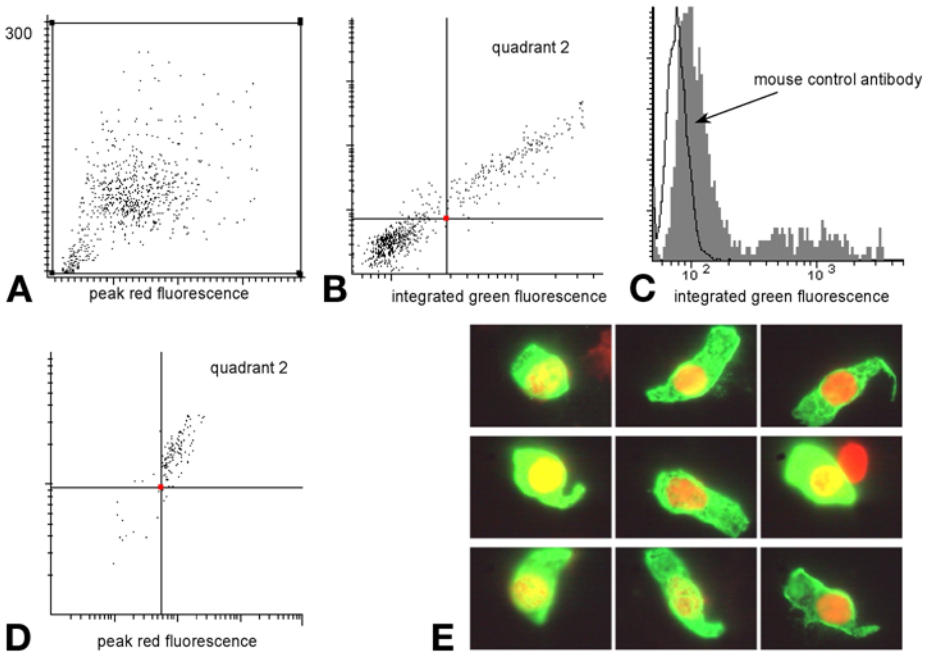 300
A
peak red fluorescence
quadrant 2
B
integrated green fluorescence
mouse control antibody
C
10 2
10 3
integrated green fluorescence
quadrant 2
D
peak red fluorescence
E